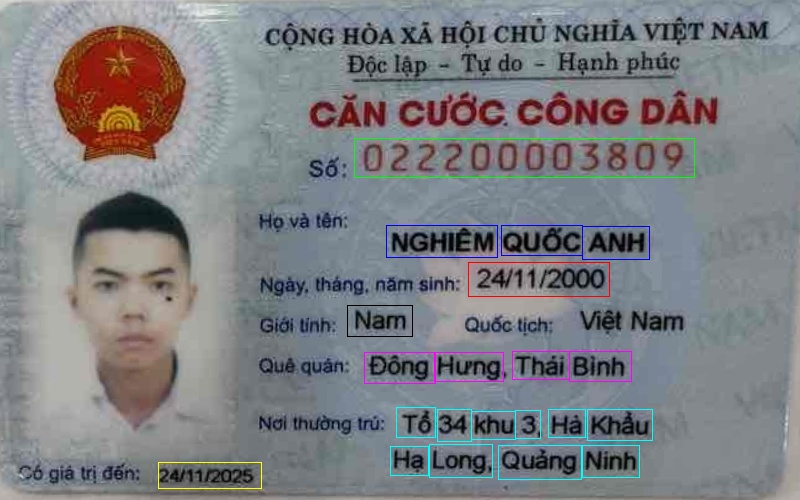 CỘNG HÒA XÃ HỘI CHỦ NGHĨA VIỆT NAM
Độc lập - Tự do - Hạnh phúc
CĂN CƯỚC CÔNG DÂN
Số: 022200003809
Họ và tên:
NGHIÊM QUỐC ANH
Ngày, tháng, năm sinh: 24/11/2000
Giới tính: Nam Quốc tịch: Việt Nam
Quê quán: Đông Hưng, Thái Bình
Nơi thường trú: Tổ 34 khu 3, Hà Khẩu
Hạ Long, Quảng Ninh
Có giá trị đến: 24/11/2025